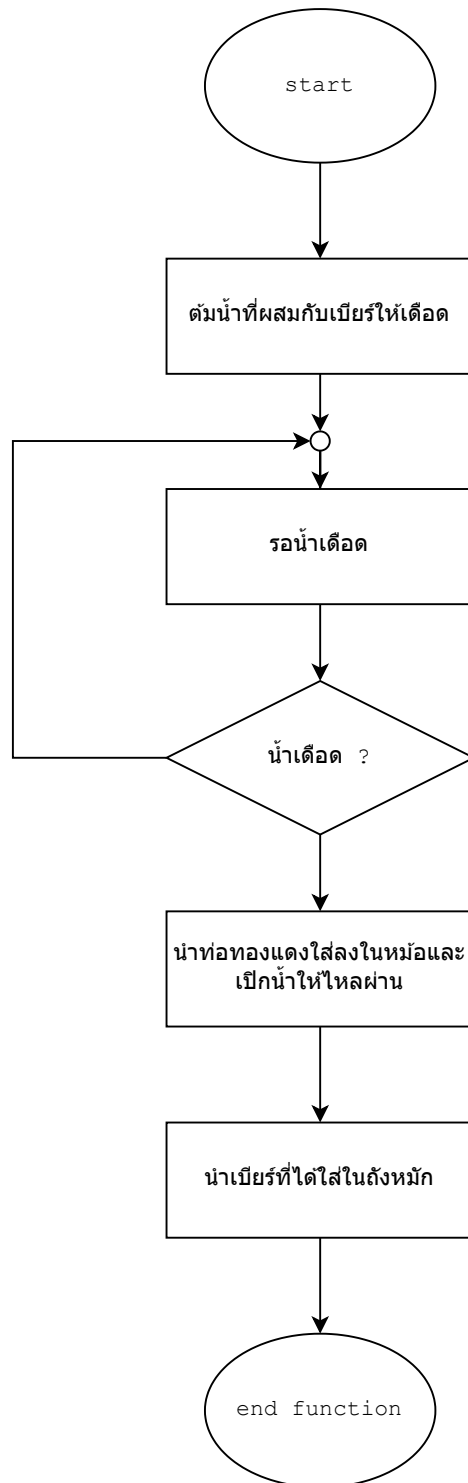 start
ต้มน้ำที่ผสมกับเบียร์ให้เดือด
รอน้ำเดือด
น้ำเดือด ?
นำท่อทองแดงใส่ลงในหม้อและ
เปิกน้ำให้ไหลผ่าน
นำเบียร์ที่ได้ใส่ในถังหมัก
end function